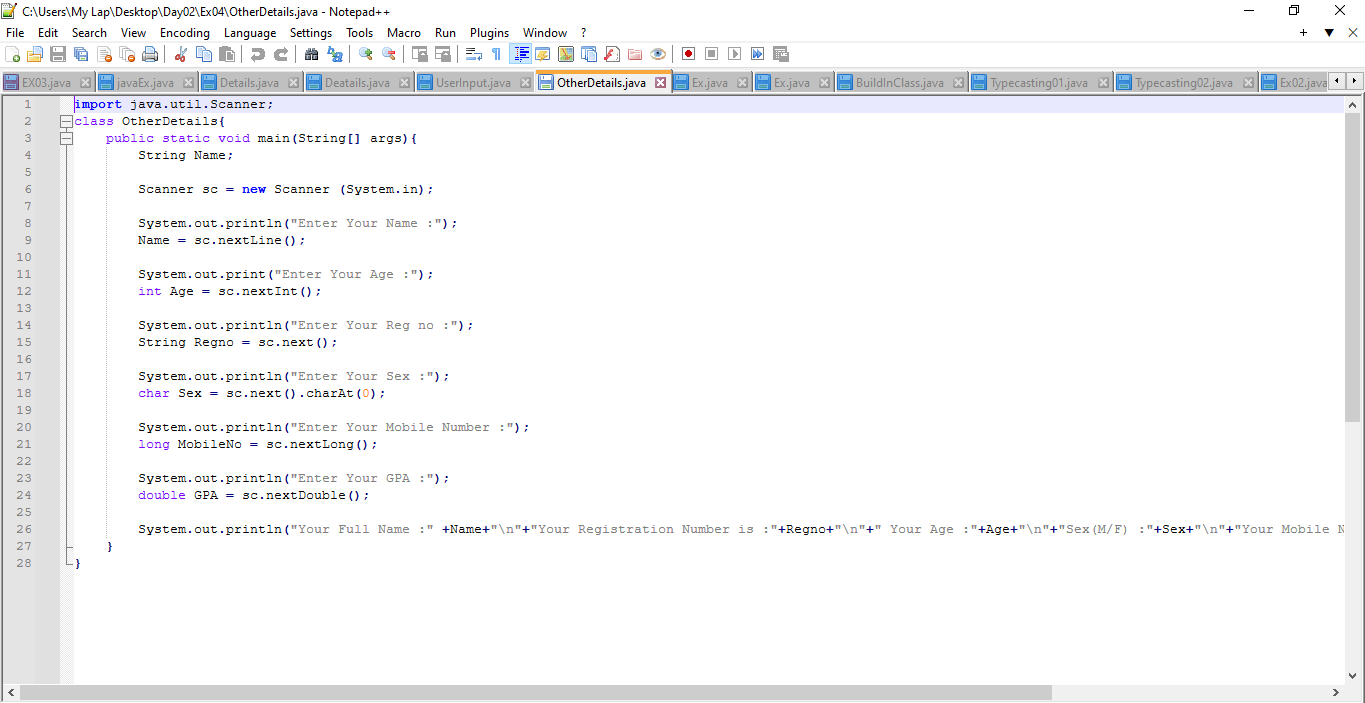 C:\Users\My Lap\Desktop\Day02\Ex04\OtherDetails.java - Notepad++
File Edit Search View Encoding Language Settings Tools Macro Run Plugins Window ?
EX03.java javaEx.java Details.java Deatails.java UserInput.java OtherDetails.java Ex.java Ex.java BuildInClass.java Typecasting01.java Typecasting02.java Ex02.java
1 import java.util.Scanner;
2 class OtherDetails{
3 public static void main(String[] args){
4 String Name;
5
6 Scanner sc = new Scanner (System.in);
7
8 System.out.println("Enter Your Name :");
9 Name = sc.nextLine();
10
11 System.out.print("Enter Your Age :");
12 int Age = sc.nextInt();
13
14 System.out.println("Enter Your Reg no :");
15 String Regno = sc.next();
16
17 System.out.println("Enter Your Sex :");
18 char Sex = sc.next().charAt(0);
19
20 System.out.println("Enter Your Mobile Number :");
21 long MobileNo = sc.nextLong();
22
23 System.out.println("Enter Your GPA :");
24 double GPA = sc.nextDouble();
25
26 System.out.println("Your Full Name :" +Name+"\n"+"Your Registration Number is :"+Regno+"\n"+" Your Age :"+Age+"\n"+"Sex(M/F) :"+Sex+"\n"+"Your Mobile N
27 }
28 }